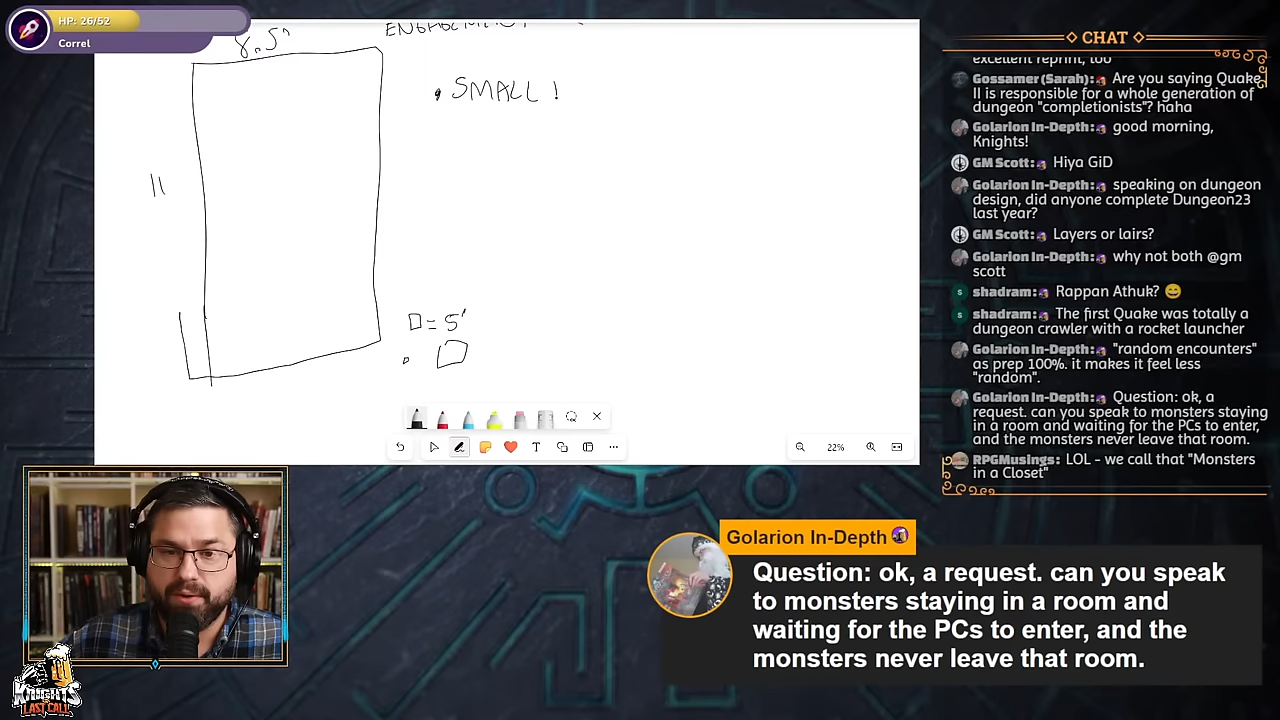 HP: 26/52
Correl
8.5"
• SMALL !
11
□ = 5'
CHAT
excellent reprint, too
Gossamer (Sarah): Are you saying Quake
II is responsible for a whole generation of
dungeon "completionists"? haha
Golarion In-Depth: good morning,
Knights!
GM Scott: Hiya GiD
Golarion In-Depth: speaking on dungeon
design, did anyone complete Dungeon23
last year?
GM Scott: Layers or lairs?
Golarion In-Depth: why not both @gm
scott
s shadram: Rappan Athuk? 😄
s shadram: The first Quake was totally a
dungeon crawler with a rocket launcher
Golarion In-Depth: "random encounters"
as prep 100%. it makes it feel less
"random".
Golarion In-Depth: Question: ok, a
request. can you speak to monsters staying
in a room and waiting for the PCs to enter,
and the monsters never leave that room.
RPGMusings: LOL - we call that "Monsters
in a Closet"
T
22%
Golarion In-Depth
Question: ok, a request. can you speak
to monsters staying in a room and
waiting for the PCs to enter, and the
monsters never leave that room.
KNIGHTS
LAST CALL